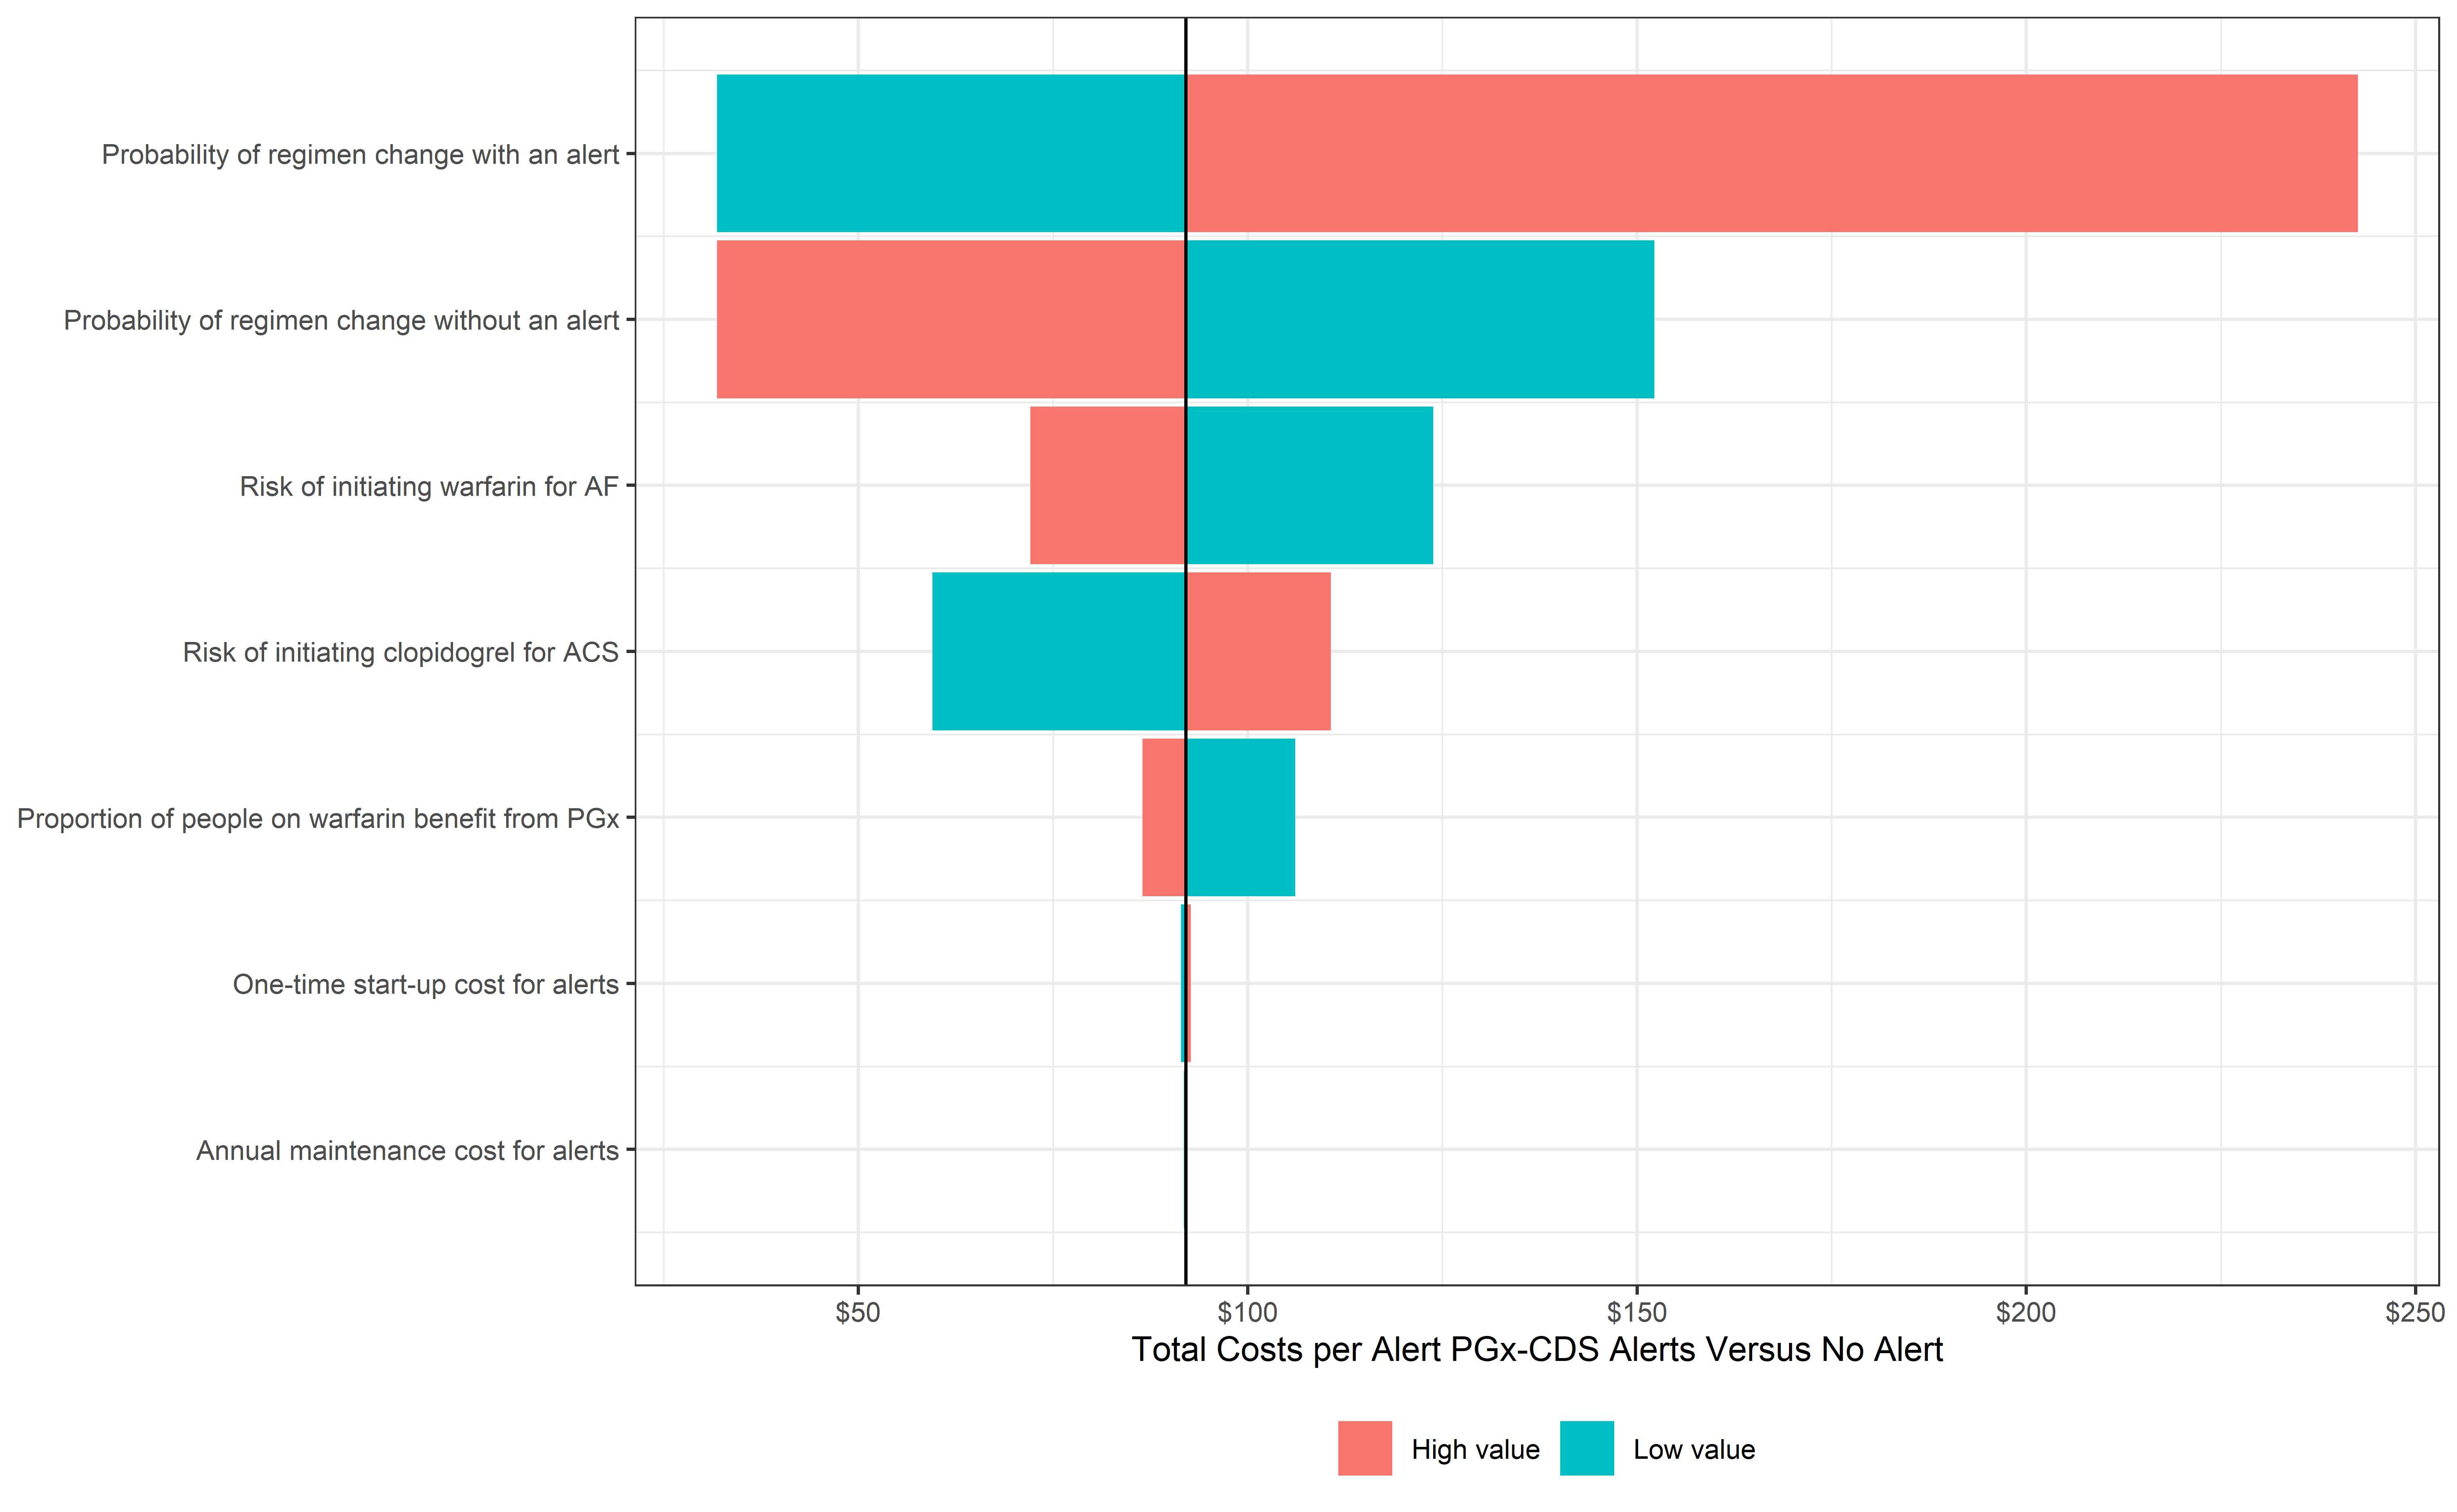 Probability of regimen change with an alert
Probability of regimen change without an alert
Risk of initiating warfarin for AF
Risk of initiating clopidogrel for ACS
Proportion of people on warfarin benefit from PGx
One-time start-up cost for alerts
Annual maintenance cost for alerts
$50 $100 $150 $200 $250
Total Costs per Alert PGx-CDS Alerts Versus No Alert
High value Low value